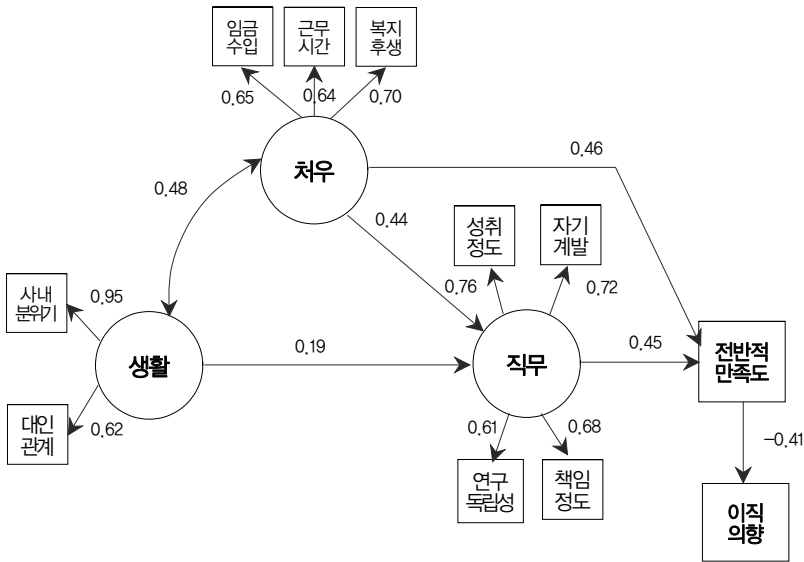 임금
수입
근무
시간
복지
후생
0.65
0.64
0.70
처우
0.46
0.48
0.44
성취
정도
자기
계발
사내
분위기
0.95
0.76
0.72
생활
0.19
직무
0.45
전반적
만족도
대인
관계
0.62
0.61
0.68
-0.41
연구
독립성
책임
정도
이직
의향